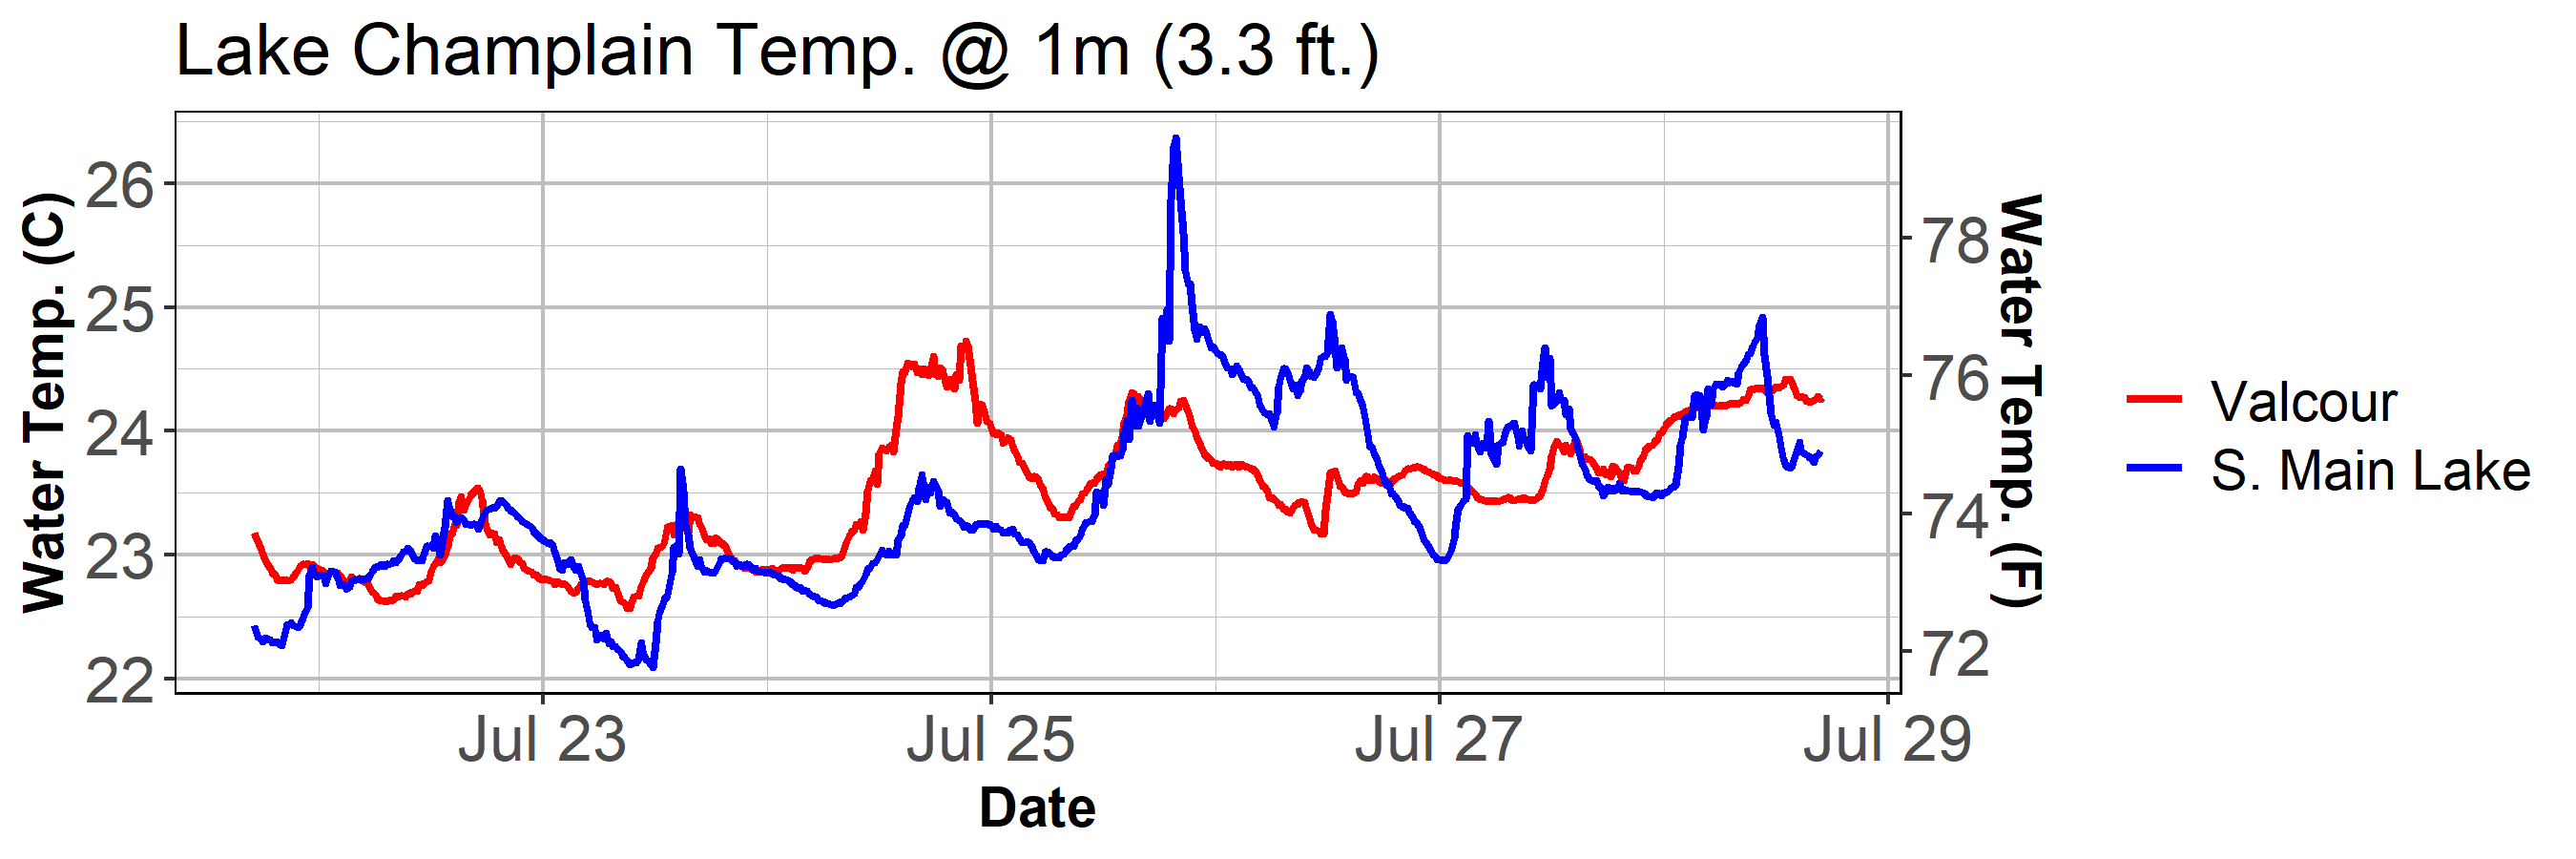 Lake Champlain Temp. @ 1m (3.3 ft.)
Water Temp. (C)
26
25
24
23
22
78
76
74
72
Water Temp. (F)
Jul 23
Jul 25
Jul 27
Jul 29
Date
Valcour
S. Main Lake